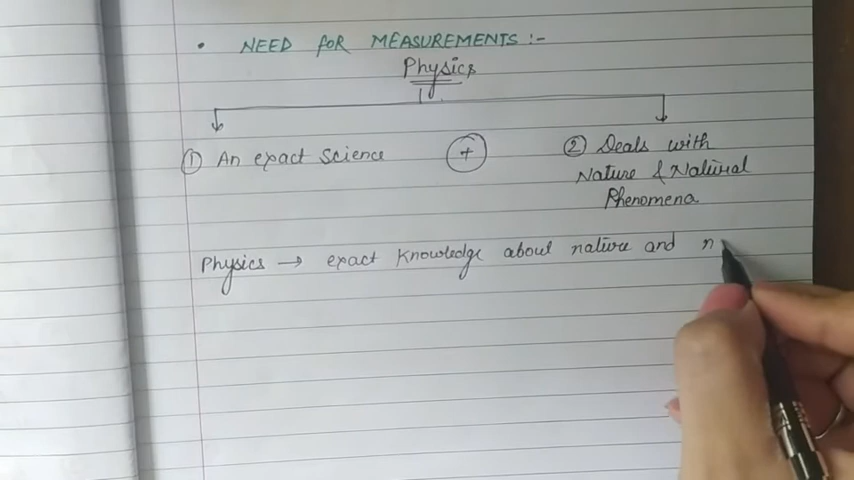 • NEED FOR MEASUREMENTS :-
Physics
① An exact Science + ② Deals with
Nature & Natural
Phenomena
Physics → exact knowledge about nature and n